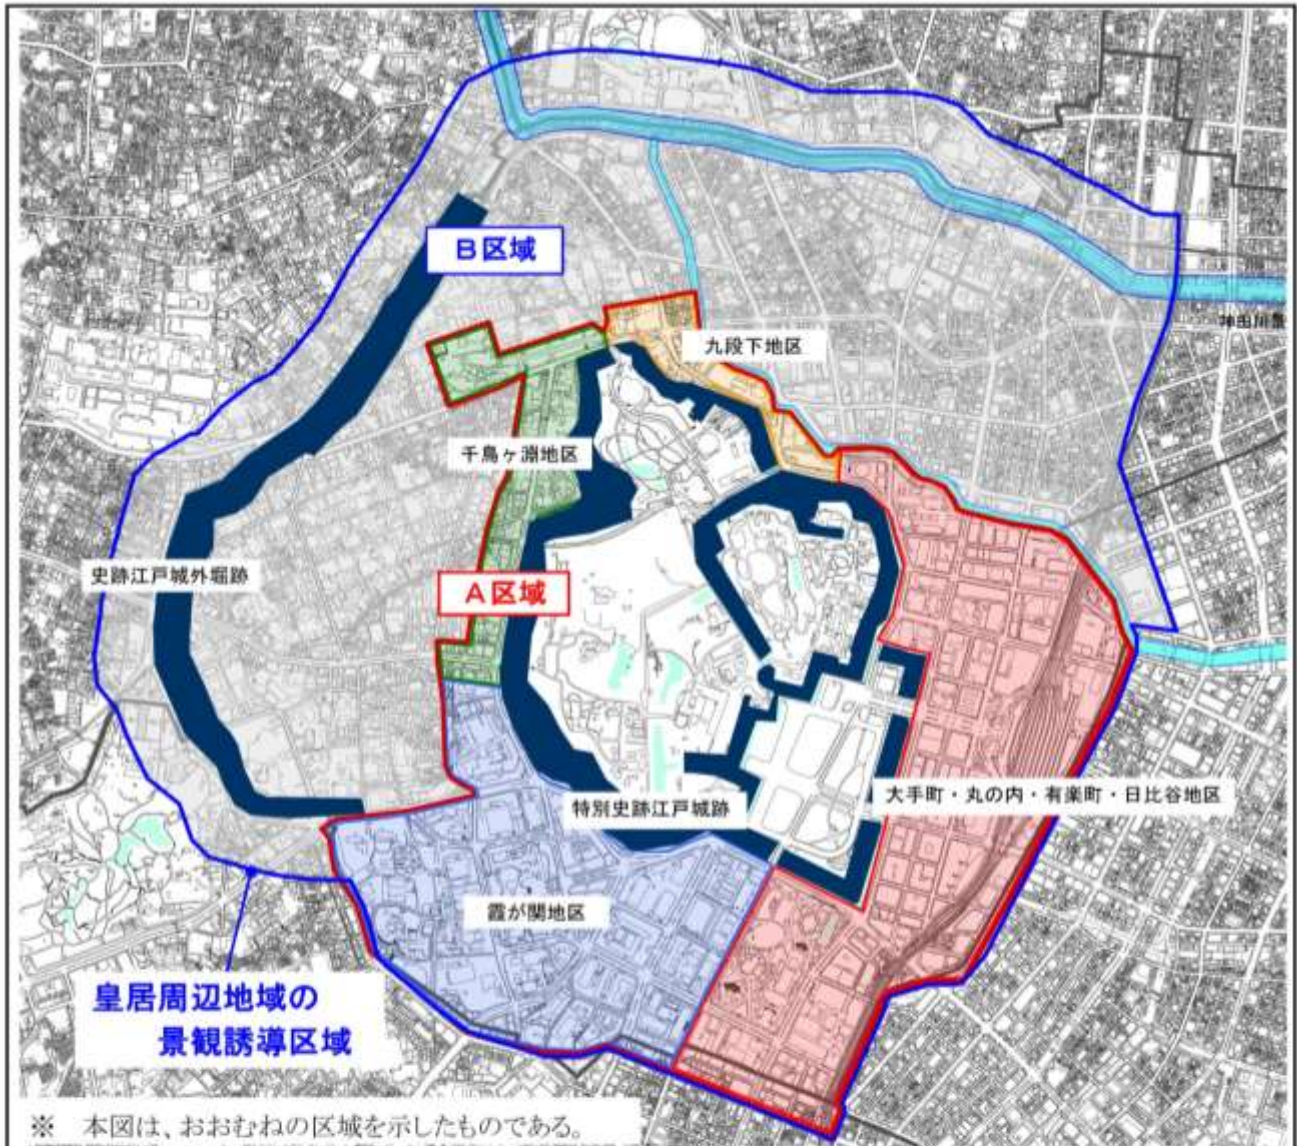 B区域
神田川景
九段下地区
千鳥ヶ淵地区
史跡江戸城外堀跡
A区域
特別史跡江戸城跡
大手町・丸の内・有楽町・日比谷地区
霞が関地区
皇居周辺地域の
景観誘導区域
※ 本図は、おおむねの区域を示したものである。